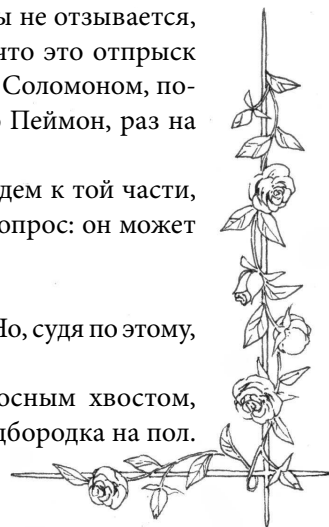 ы не отзывается,
что это отпрыск
Соломоном, по-
Пеймон, раз на
дем к той части,
опрос: он может
Но, судя по этому,
осным хвостом,
дбородка на пол.